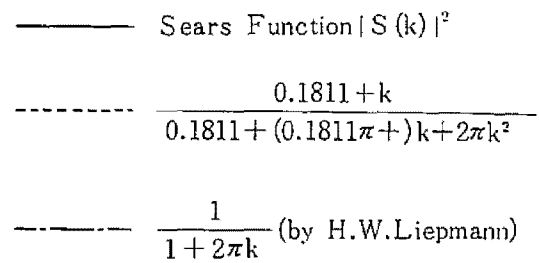 Sears Function|S(k)|²
0.1811+k
0.1811+(0.1811π+)k+2πk²
1
1+2πk
(by H.W.Liepmann)